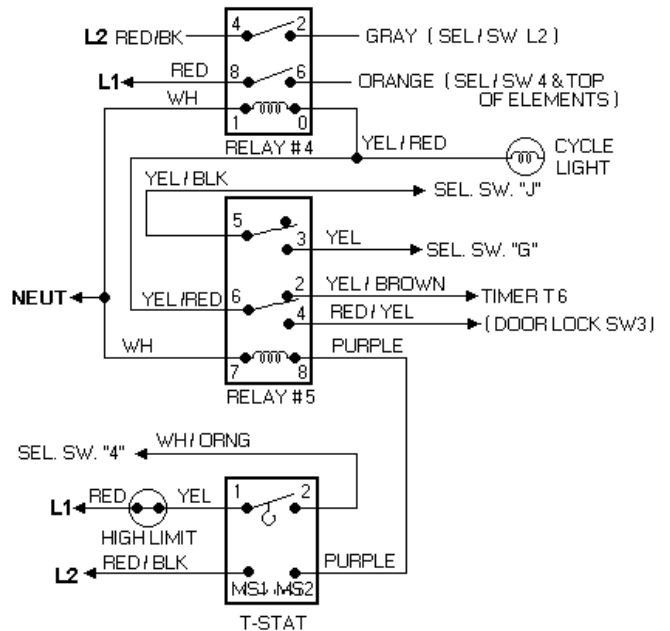 4 2
L2 RED/BK GRAY ( SEL/ SW L2 )
RED 8 6
L1 ORANGE ( SEL/ SW 4 & TOP
OF ELEMENTS )
WH
1 0
RELAY #4 YEL/RED CYCLE
LIGHT
YEL/BLK
SEL. SW. "J"
5
3 YEL
SEL. SW. "G"
NEUT YEL/RED 6 2 YEL/BROWN TIMER T6
4 RED/YEL (DOOR LOCK SW3)
WH PURPLE
7 8
RELAY #5
SEL. SW. "4" WH/ORNG
L1 RED YEL 1 2
HIGH LIMIT
L2 RED/BLK PURPLE
MS1 MS2
T-STAT